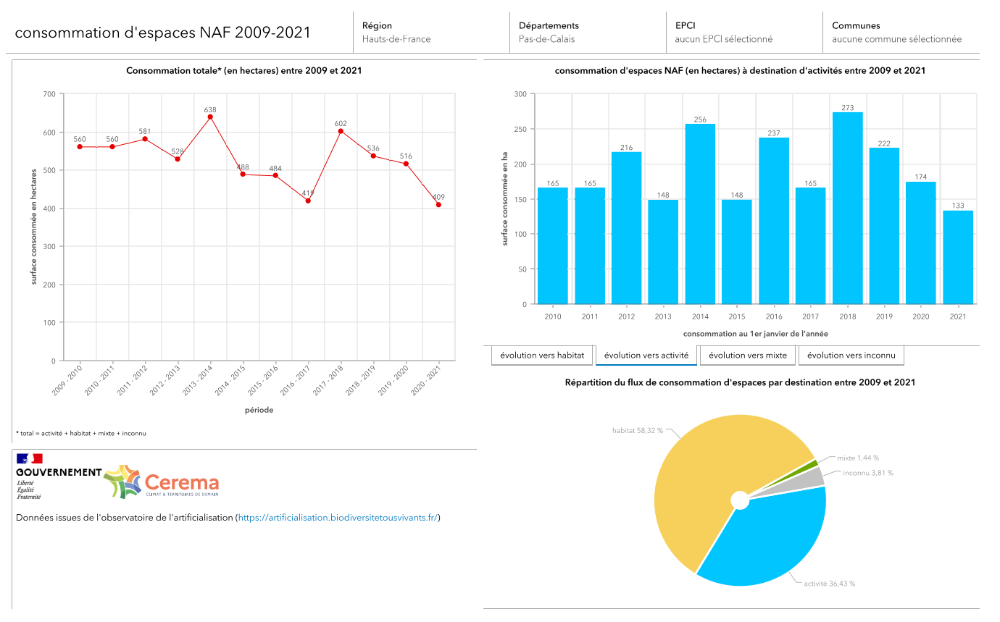 consommation d'espaces NAF 2009-2021
Région
Hauts-de-France
Départements
Pas-de-Calais
EPCI
aucun EPCI sélectionné
Communes
aucune commune sélectionnée
Consommation totale* (en hectares) entre 2009 et 2021
surface consommée en hectares
700
600
500
400
300
200
100
0
560
560
581
528
638
488
484
419
602
536
516
409
2009 - 2010
2010 - 2011
2011 - 2012
2012 - 2013
2013 - 2014
2014 - 2015
2015 - 2016
2016 - 2017
2017 - 2018
2018 - 2019
2019 - 2020
2020 - 2021
période
* total = activité + habitat + mixte + inconnu
GOUVERNEMENT
Liberté
Égalité
Fraternité
Cerema
CLIMAT & TERRITOIRES DE DEMAIN
Données issues de l'observatoire de l'artificialisation (https://artificialisation.biodiversitetousvivants.fr/)
consommation d'espaces NAF (en hectares) à destination d'activités entre 2009 et 2021
surface consommée en ha
300
250
200
150
100
50
0
165
165
216
148
256
148
237
165
273
222
174
133
2010
2011
2012
2013
2014
2015
2016
2017
2018
2019
2020
2021
consommation au 1er janvier de l'année
évolution vers habitat
évolution vers activité
évolution vers mixte
évolution vers inconnu
Répartition du flux de consommation d'espaces par destination entre 2009 et 2021
habitat 58,32 %
mixte 1,44 %
inconnu 3,81 %
activité 36,43 %